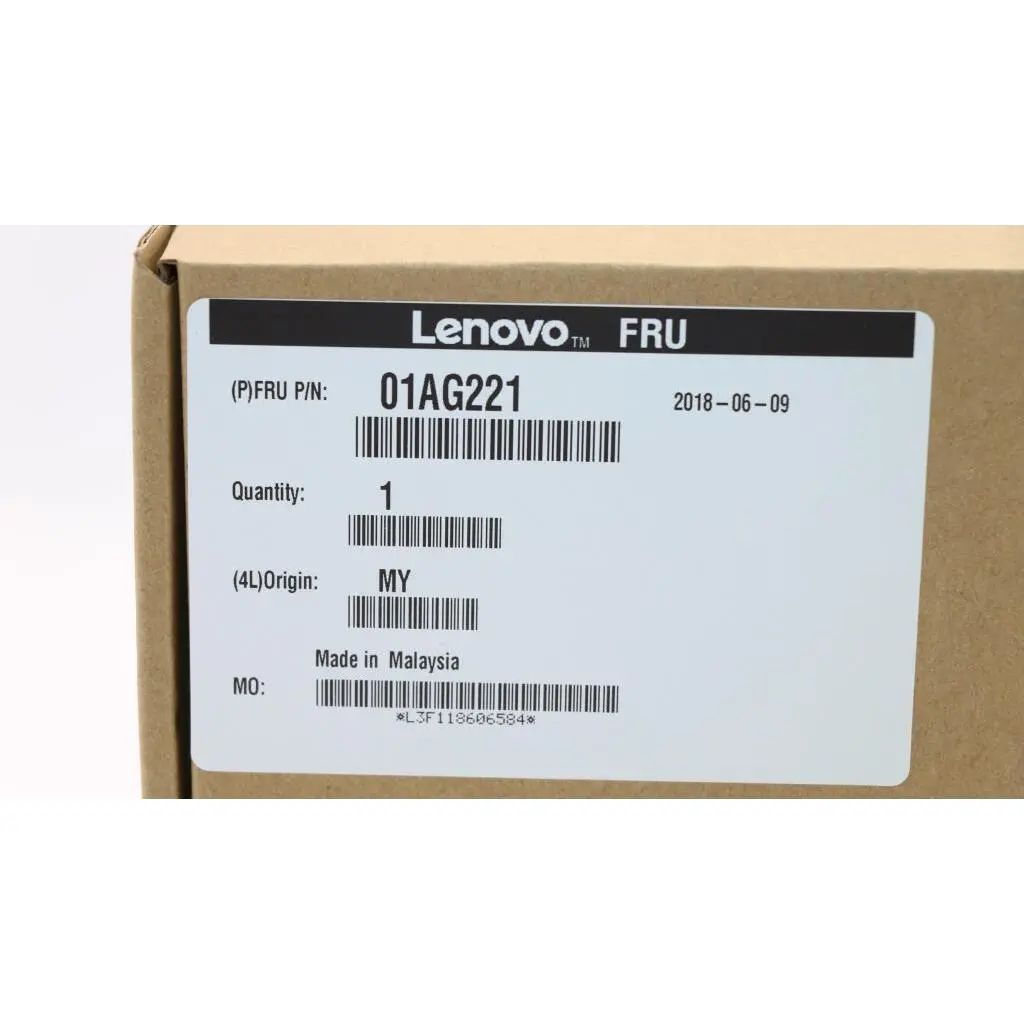 Lenovo™ FRU
(P)FRU P/N: 01AG221 2018-06-09
Quantity: 1
(4L)Origin: MY
Made in Malaysia
MO:
*L3F118606584*